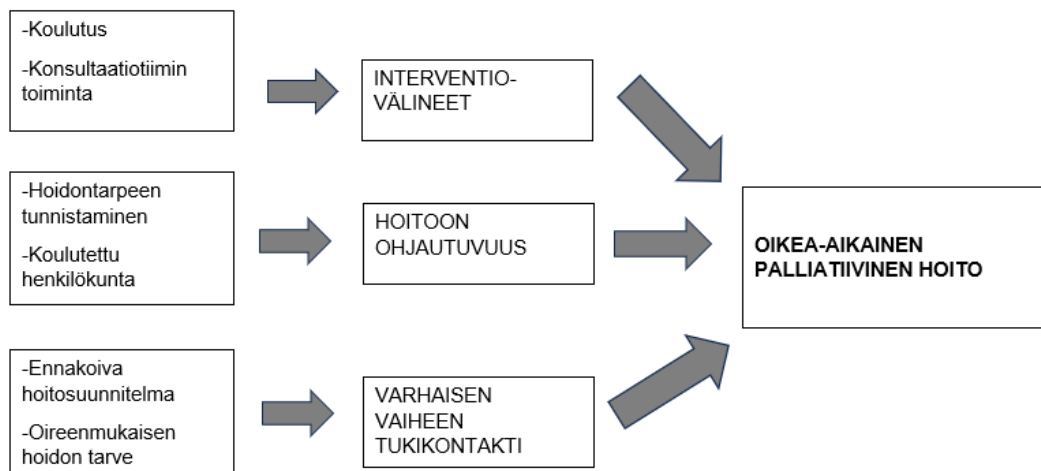 -Koulutus
-Konsultaatiotiimin
toiminta
INTERVENTIO-
VÄLINEET
-Hoidontarpeen
tunnistaminen
-Koulutettu
henkilökunta
HOITOON
OHJAUTUVUUS
OIKEA-AIKAINEN
PALLIATIIVINEN HOITO
-Ennakoiva
hoitosuunnitelma
-Oireenmukaisen
hoidon tarve
VARHAISEN
VAIHEEN
TUKIKONTAKTI